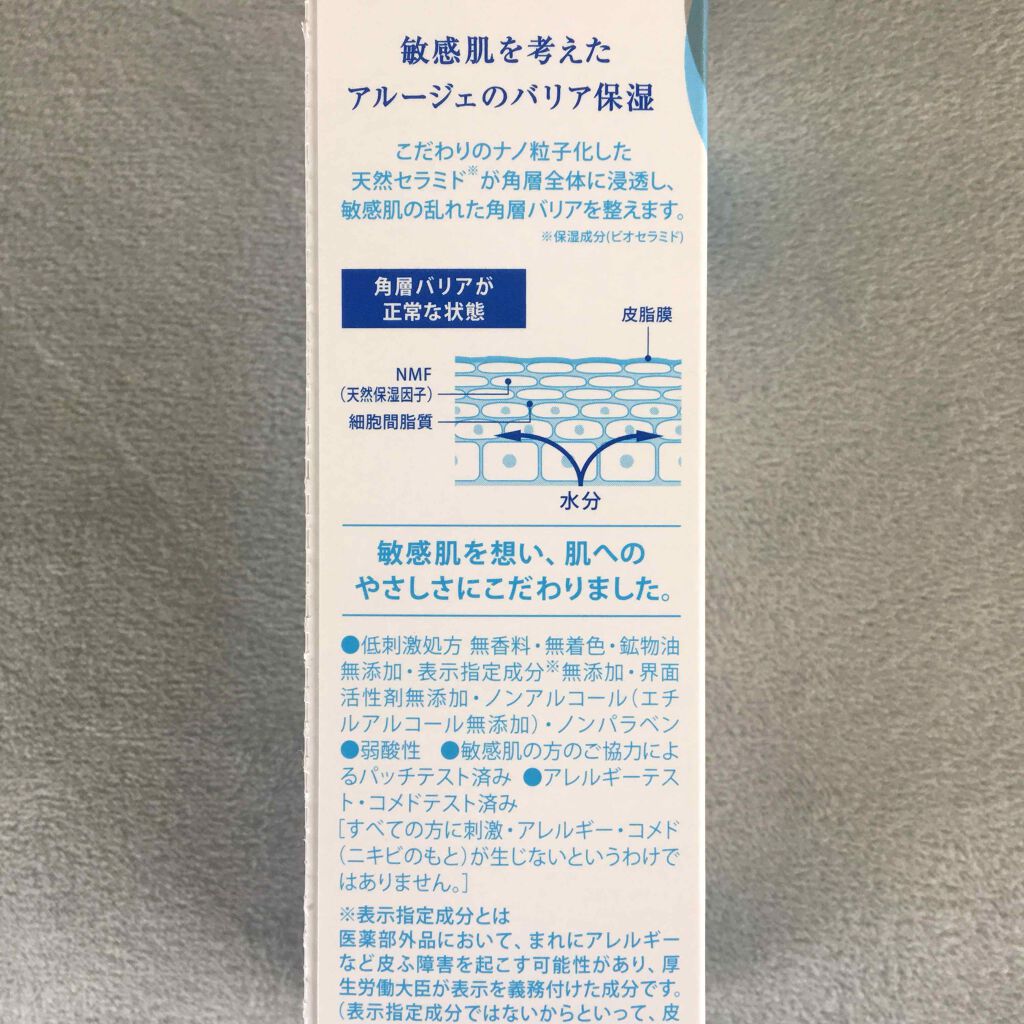 敏感肌を考えた
アルージェのバリア保湿
こだわりのナノ粒子化した
天然セラミド※が角層全体に浸透し、
敏感肌の乱れた角層バリアを整えます。
※保湿成分(ビオセラミド)
角層バリアが
正常な状態
皮脂膜
NMF
(天然保湿因子)
細胞間脂質
水分
敏感肌を想い、肌への
やさしさにこだわりました。
●低刺激処方 無香料・無着色・鉱物油
無添加・表示指定成分※無添加・界面
活性剤無添加・ノンアルコール(エチ
ルアルコール無添加)・ノンパラベン
●弱酸性 ●敏感肌の方のご協力によ
るパッチテスト済み ●アレルギーテス
ト・コメドテスト済み
[すべての方に刺激・アレルギー・コメド
(ニキビのもと)が生じないというわけで
はありません。]
※表示指定成分とは
医薬部外品において、まれにアレルギー
など皮ふ障害を起こす可能性があり、厚
生労働大臣が表示を義務付けた成分です。
(表示指定成分ではないからといって、皮